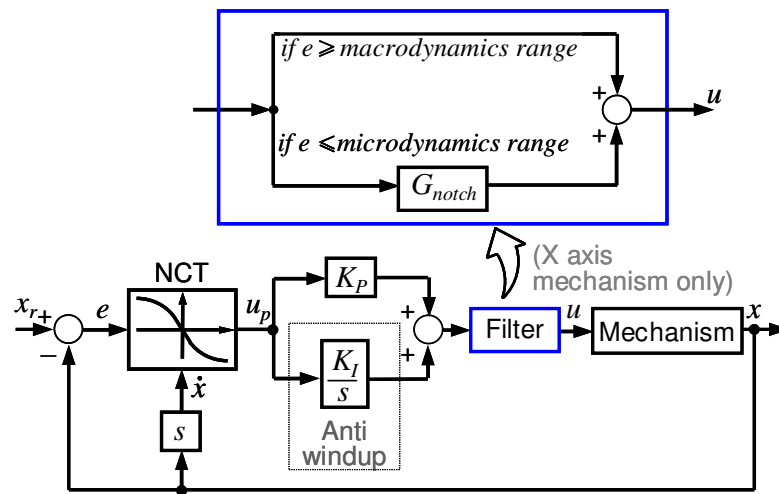 if e ⩾ macrodynamics range
+
u
+
if e ⩽ microdynamics range
G_notch
(X axis
mechanism only)
NCT
x_r + e u_p K_P + Filter u Mechanism x
−
+
ẋ
K_I
s
s
Anti
windup